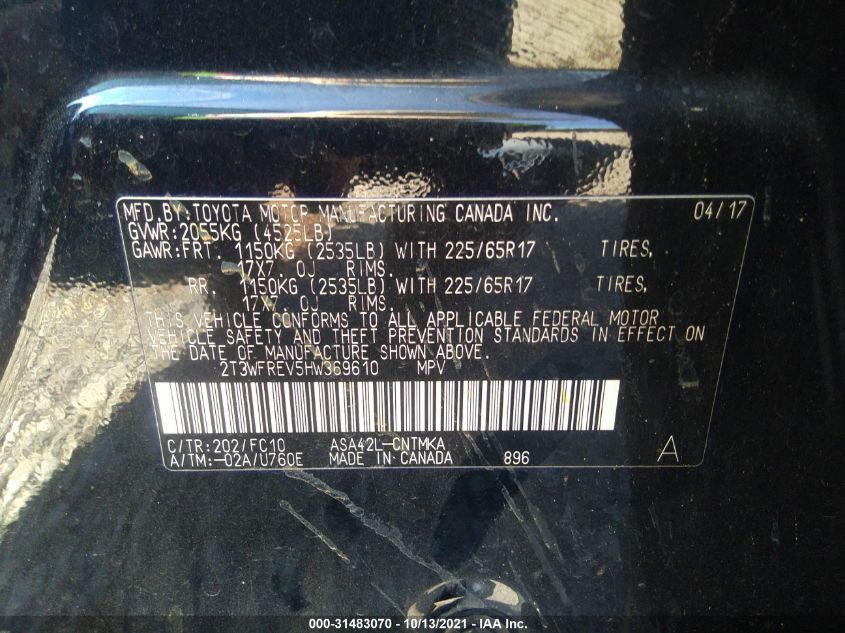 MFD. BY: TOYOTA MOTOR MANUFACTURING CANADA INC. 04/17
GVWR: 2055KG (4525LB)
GAWR: FRT. 1150KG (2535LB) WITH 225/65R17 TIRES,
17X7. 0J RIMS.
RR. 1150KG (2535LB) WITH 225/65R17 TIRES,
17X7. 0J RIMS.
THIS VEHICLE CONFORMS TO ALL APPLICABLE FEDERAL MOTOR
VEHICLE SAFETY AND THEFT PREVENTION STANDARDS IN EFFECT ON
THE DATE OF MANUFACTURE SHOWN ABOVE.
2T3WFREV5HW369610 MPV
C/TR: 202/FC10 ASA42L-CNTMKA
A/TM: -02A/U760E MADE IN CANADA 896 A
000-31483070 - 10/13/2021 - IAA Inc.